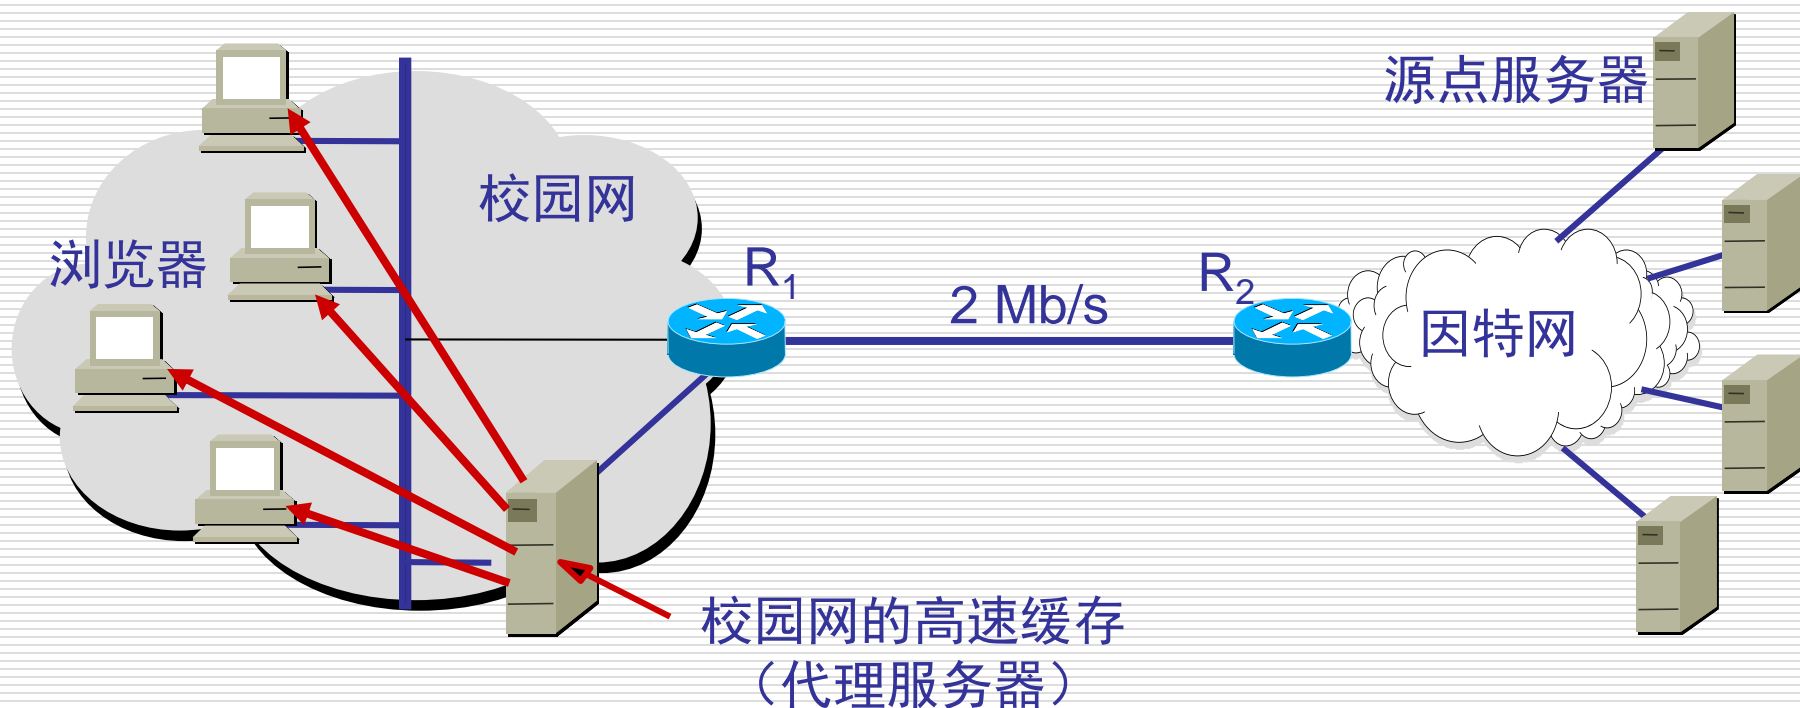 源点服务器
校园网
浏览器
R1
R2
2 Mb/s
因特网
校园网的高速缓存
（代理服务器）